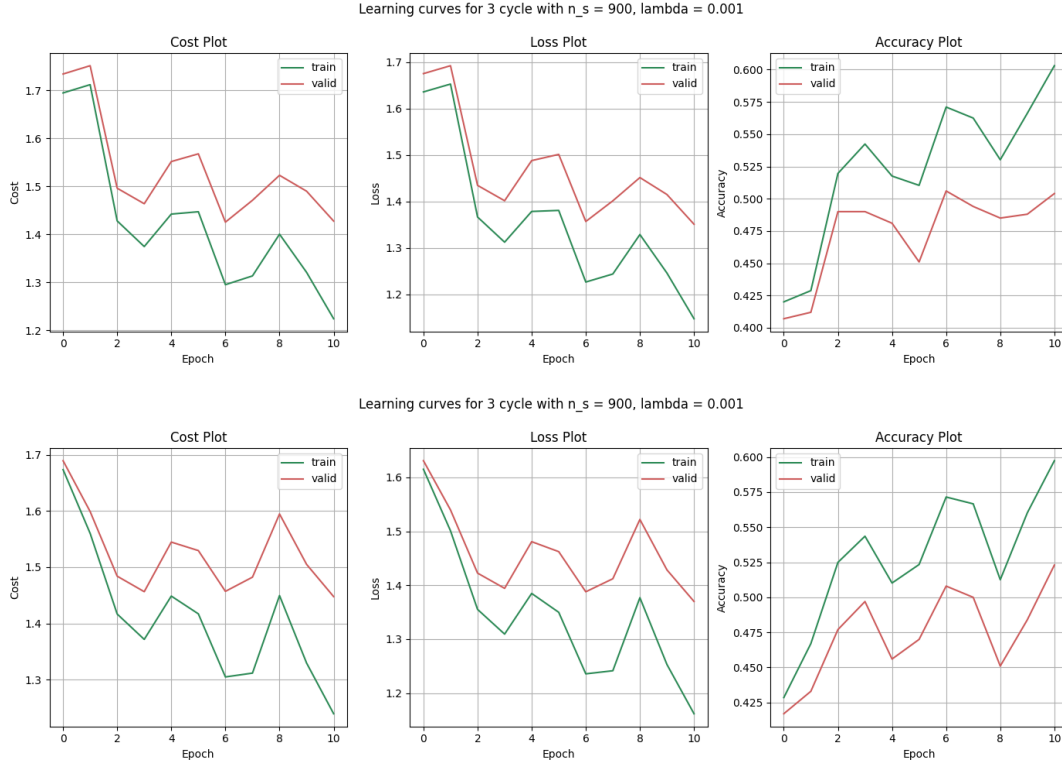 Learning curves for 3 cycle with n_s = 900, lambda = 0.001
Cost Plot
Loss Plot
Accuracy Plot
train
valid
train
valid
train
valid
1.7
1.6
1.5
1.4
1.3
1.2
Cost
0 2 4 6 8 10
Epoch
1.7
1.6
1.5
1.4
1.3
1.2
Loss
0 2 4 6 8 10
Epoch
0.600
0.575
0.550
0.525
0.500
0.475
0.450
0.425
0.400
Accuracy
0 2 4 6 8 10
Epoch
Learning curves for 3 cycle with n_s = 900, lambda = 0.001
Cost Plot
Loss Plot
Accuracy Plot
train
valid
train
valid
train
valid
1.7
1.6
1.5
1.4
1.3
Cost
0 2 4 6 8 10
Epoch
1.6
1.5
1.4
1.3
1.2
Loss
0 2 4 6 8 10
Epoch
0.600
0.575
0.550
0.525
0.500
0.475
0.450
0.425
Accuracy
0 2 4 6 8 10
Epoch